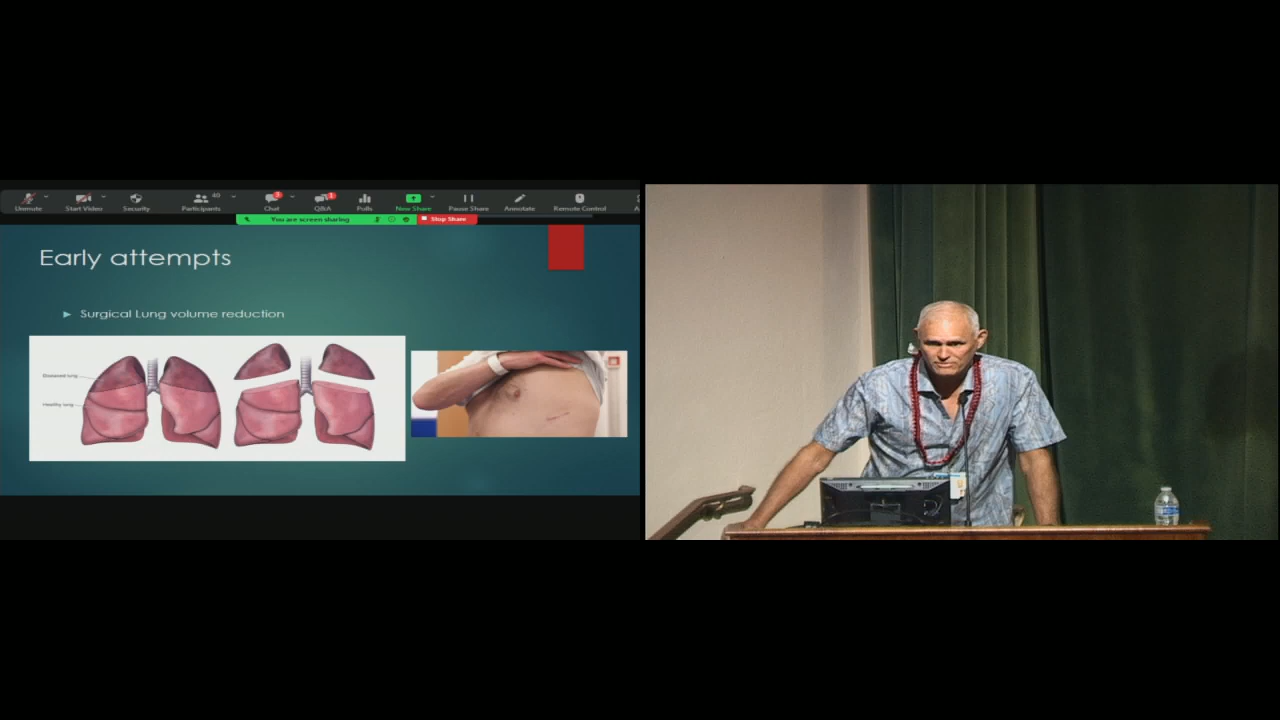 Unmute
Start Video
Security
Participants
40
Chat
Q&A
Polls
New Share
Pause Share
Annotate
Remote Control
You are screen sharing
Stop Share
Early attempts
Surgical Lung volume reduction
Diseased lung
Healthy lung